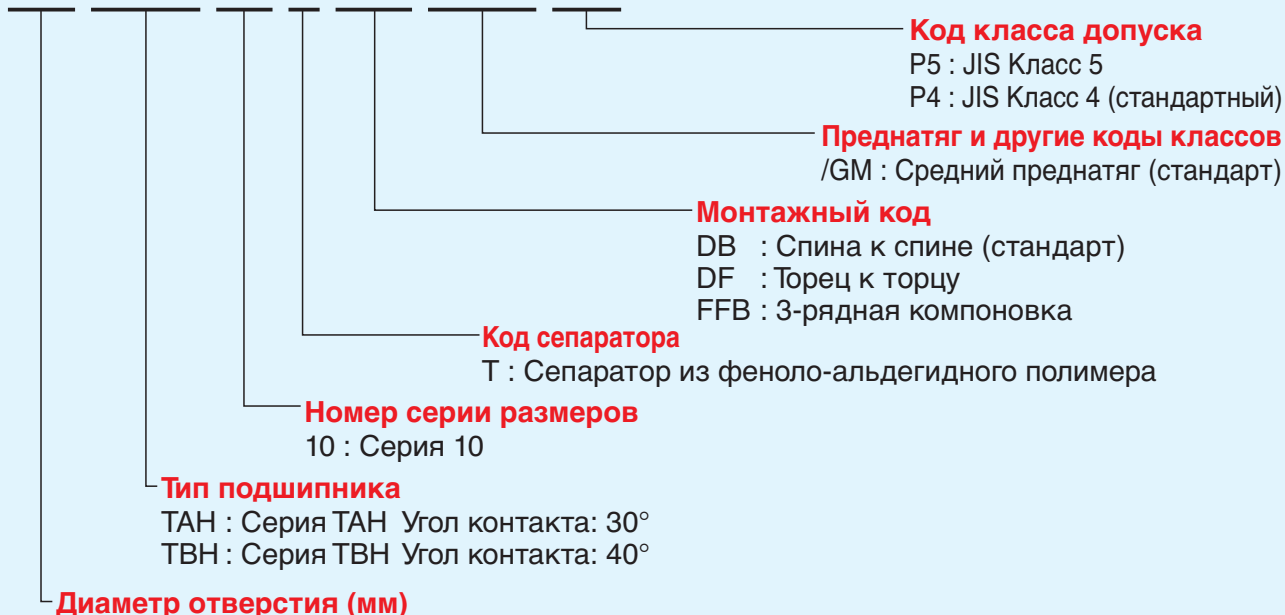 Код класса допуска
P5 : JIS Класс 5
P4 : JIS Класс 4 (стандартный)
Преднатяг и другие коды классов
/GM : Средний преднатяг (стандарт)
Монтажный код
DB : Спина к спине (стандарт)
DF : Торец к торцу
FFB : 3-рядная компоновка
Код сепаратора
T : Сепаратор из феноло-альдегидного полимера
Номер серии размеров
10 : Серия 10
Тип подшипника
TAH : Серия TAH Угол контакта: 30°
TBH : Серия TBH Угол контакта: 40°
Диаметр отверстия (мм)